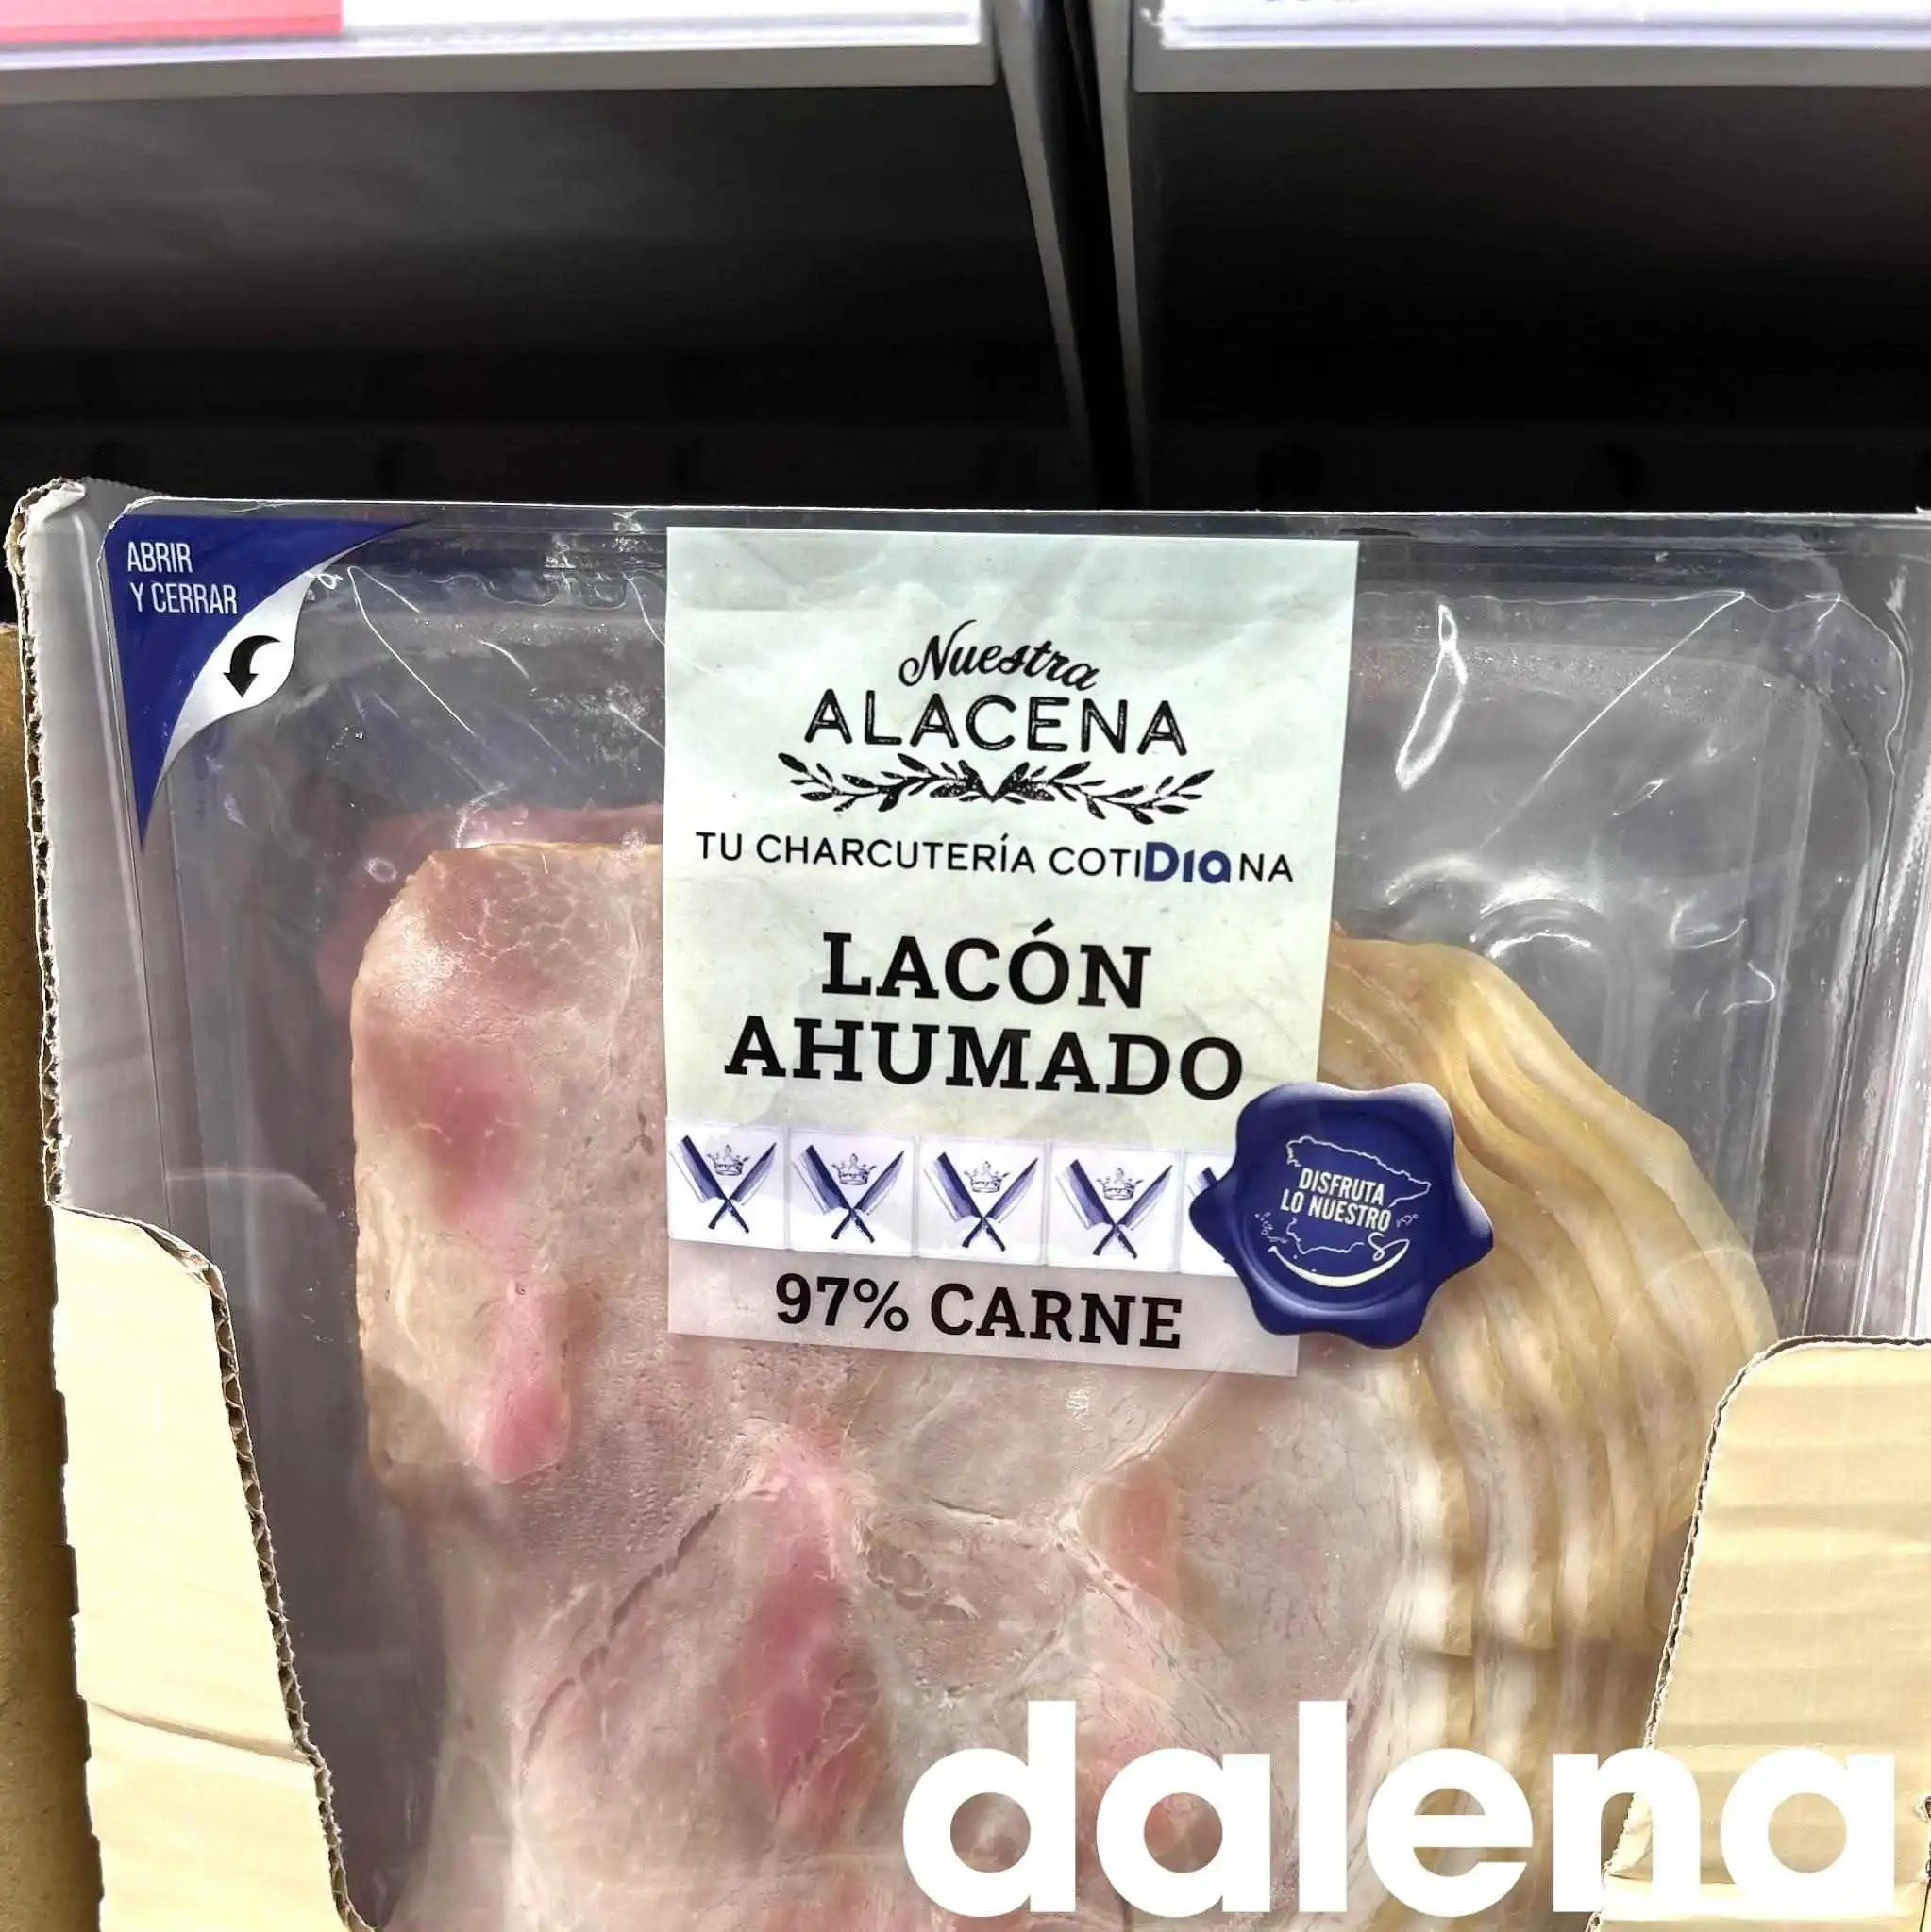 ABRIR
Y CERRAR
Nuestra
ALACENA
TU CHARCUTERÍA COTIDIaNA
LACÓN
AHUMADO
DISFRUTA
LO NUESTRO
97% CARNE
dalena